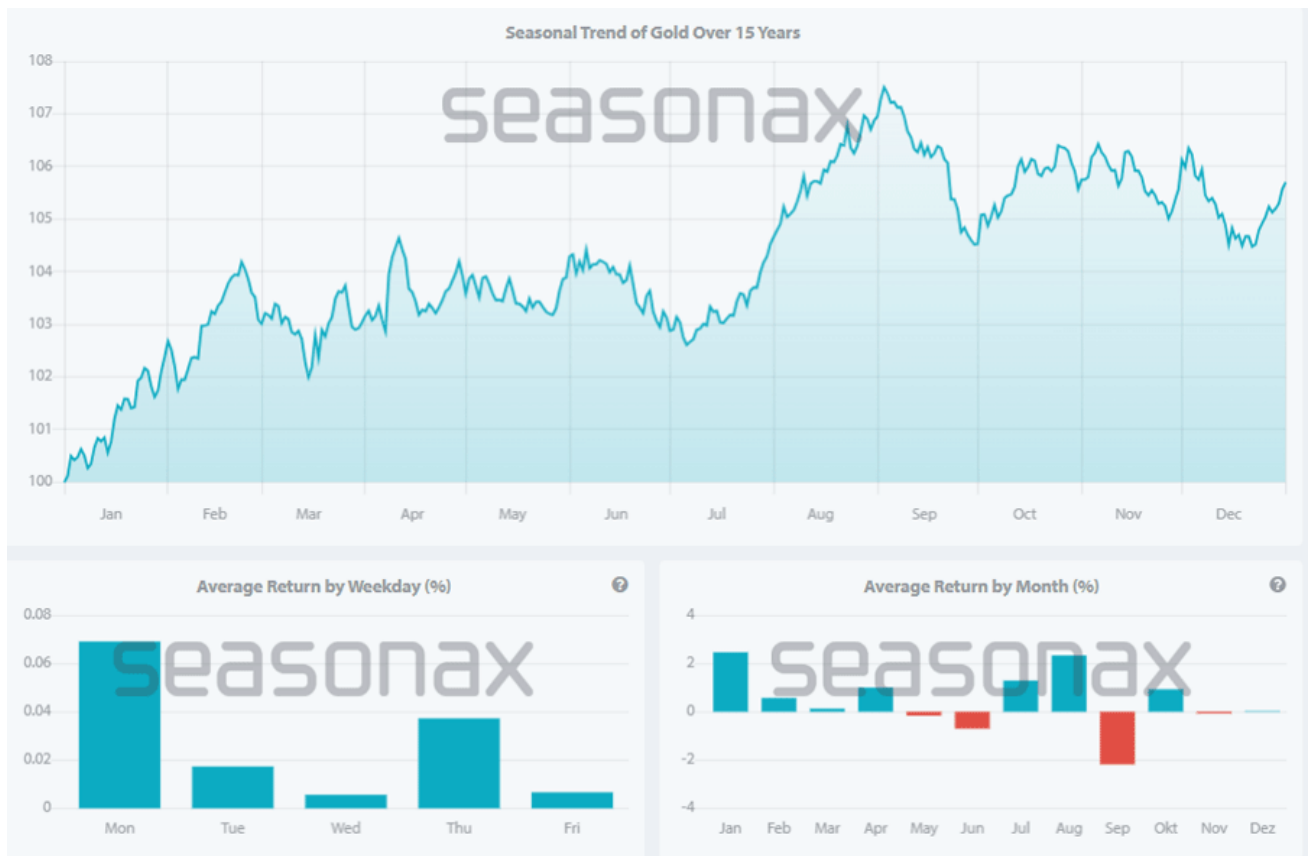 Seasonal Trend of Gold Over 15 Years
seasonax
108
107
106
105
104
103
102
101
100
Jan Feb Mar Apr May Jun Jul Aug Sep Oct Nov Dec
Average Return by Weekday (%) ?
seasonax
0.08
0.06
0.04
0.02
0
Mon Tue Wed Thu Fri
Average Return by Month (%) ?
seasonax
4
2
0
-2
-4
Jan Feb Mar Apr May Jun Jul Aug Sep Okt Nov Dez